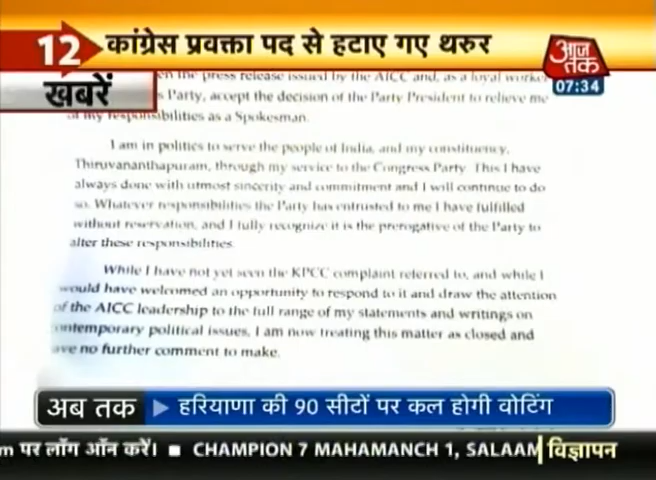 12
कांग्रेस प्रवक्ता पद से हटाए गए थरुर
आज तक
07:34
ख़बरें
en the press release issued by the AICC and, as a loyal worker
s Party, accept the decision of the Party President to relieve me
of my responsibilities as a Spokesman.
I am in politics to serve the people of India, and my constituency,
Thiruvananthapuram, through my service to the Congress Party. This I have
always done with utmost sincerity and commitment and I will continue to do
so. Whatever responsibilities the Party has entrusted to me I have fulfilled
without reservation, and I fully recognize it is the prerogative of the Party to
alter these responsibilities.
While I have not yet seen the KPCC complaint referred to, and while I
would have welcomed an opportunity to respond to it and draw the attention
of the AICC leadership to the full range of my statements and writings on
ontemporary political issues, I am now treating this matter as closed and
ave no further comment to make.
अब तक
हरियाणा की 90 सीटों पर कल होगी वोटिंग
m पर लॉग ऑन करें। ■ CHAMPION 7 MAHAMANCH 1, SALAAM
विज्ञापन